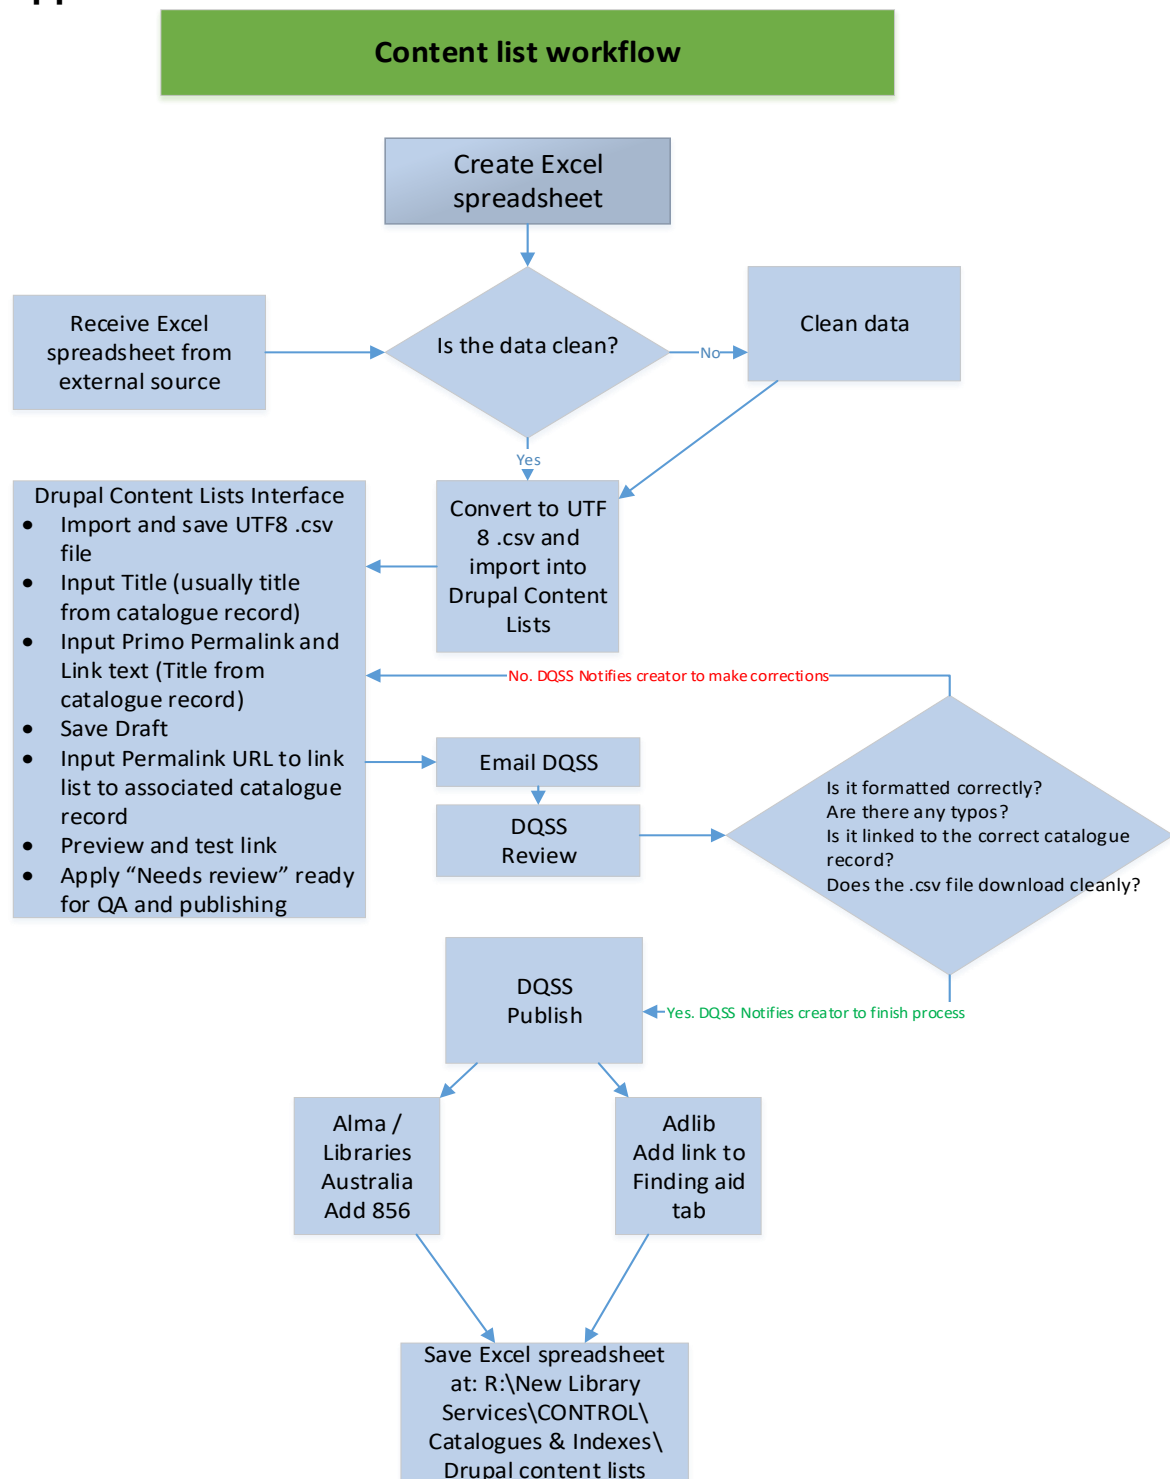 Content list workflow
Create Excel
spreadsheet
Receive Excel
spreadsheet from
external source
Is the data clean?
No
Clean data
Yes
Convert to UTF
8 .csv and
import into
Drupal Content
Lists
Drupal Content Lists Interface
• Import and save UTF8 .csv
file
• Input Title (usually title
from catalogue record)
• Input Primo Permalink and
Link text (Title from
catalogue record)
• Save Draft
• Input Permalink URL to link
list to associated catalogue
record
• Preview and test link
• Apply “Needs review” ready
for QA and publishing
No. DQSS Notifies creator to make corrections
Email DQSS
DQSS
Review
Is it formatted correctly?
Are there any typos?
Is it linked to the correct catalogue
record?
Does the .csv file download cleanly?
Yes. DQSS Notifies creator to finish process
DQSS
Publish
Alma /
Libraries
Australia
Add 856
Adlib
Add link to
Finding aid
tab
Save Excel spreadsheet
at: R:\New Library
Services\CONTROL\
Catalogues & Indexes\
Drupal content lists